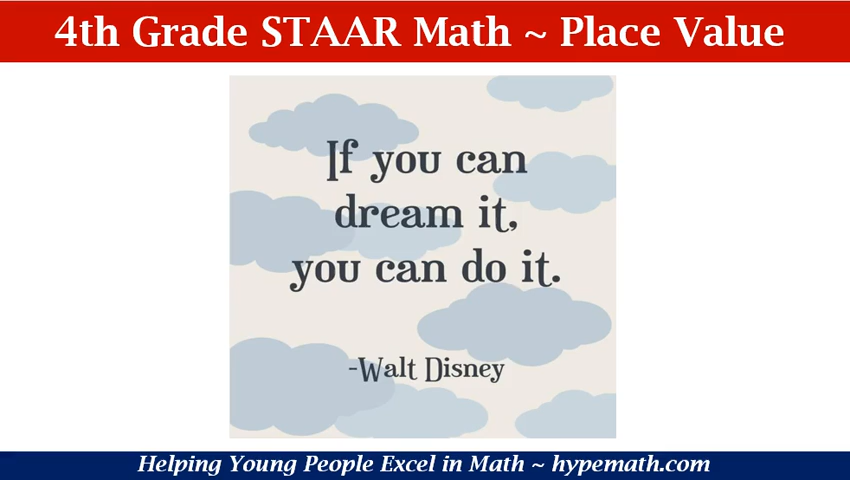 4th Grade STAAR Math ~ Place Value
If you can
dream it,
you can do it.
-Walt Disney
Helping Young People Excel in Math ~ hypemath.com